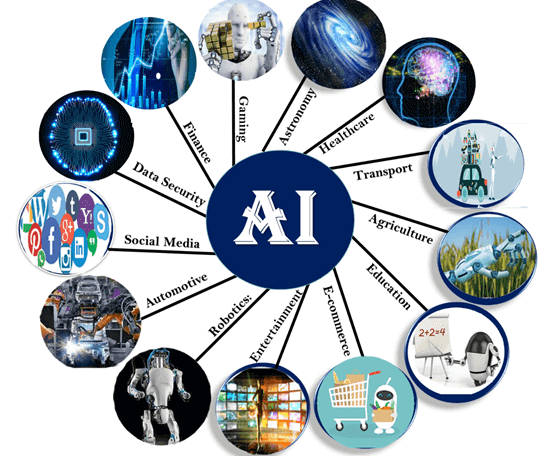 Gaming
Astronomy
Healthcare
Transport
Agriculture
Education
E-commerce
Entertainment
Robotics:
Automotive
Social Media
Data Security
Finance
AI
2+2=4